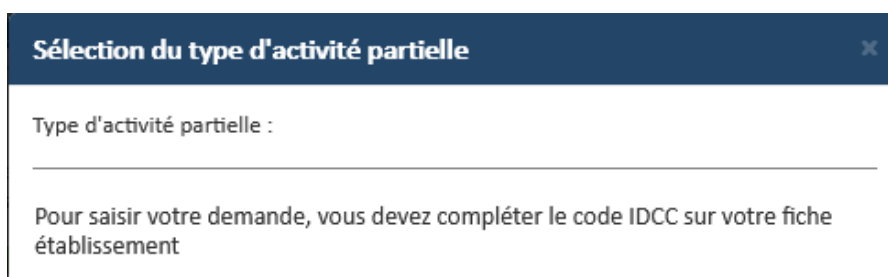 Sélection du type d'activité partielle
Type d'activité partielle :
Pour saisir votre demande, vous devez compléter le code IDCC sur votre fiche
établissement